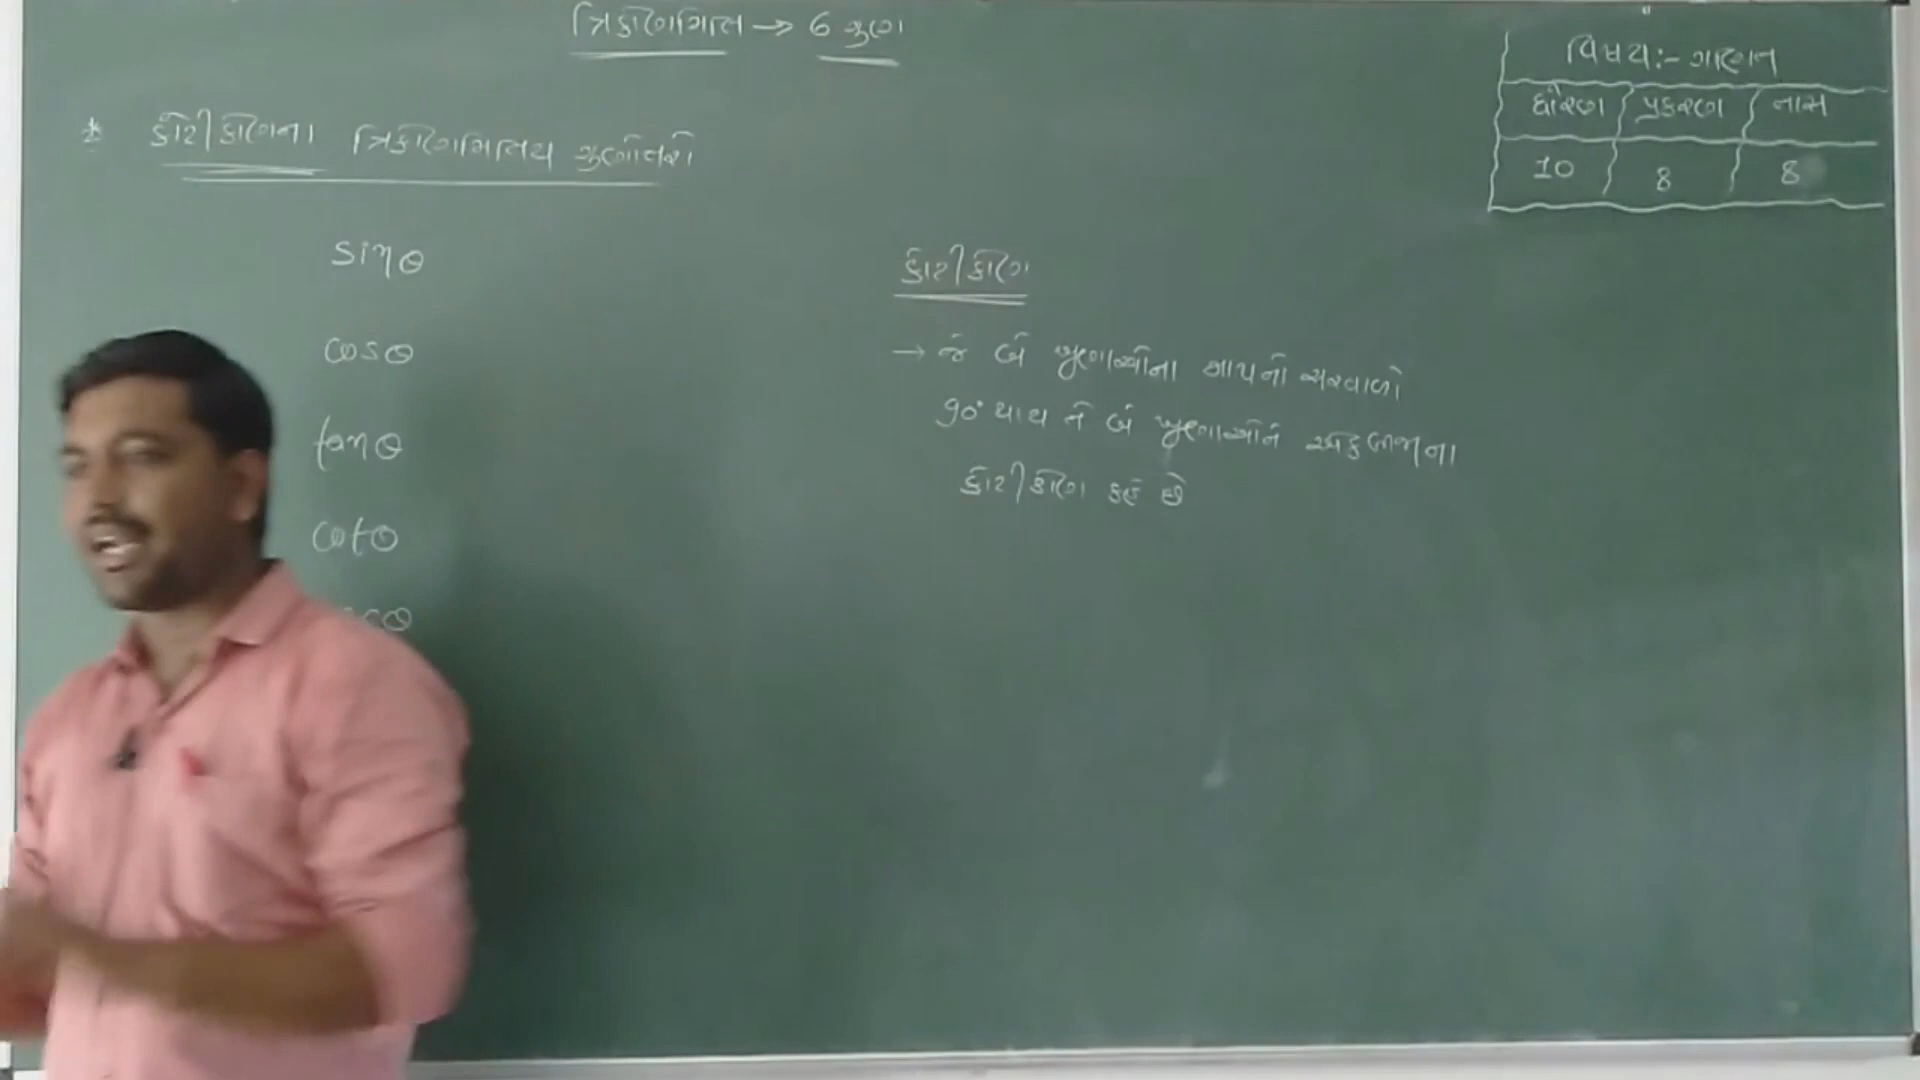 ત્રિકોણમિતિ → 6 ગુણ
વિષય:- ગણિત
ધોરણ પ્રકરણ
10 8 8
* કોટીકોણના ત્રિકોણમિતિય ગુણોત્તરો
sinθ
cosθ
tanθ
cotθ
કોટીકોણ
→ જે બે ખુણાઓના માપનો સરવાળો
90° થાય તે બે ખુણાઓને એકબીજાના
કોટીકોણ કહે છે